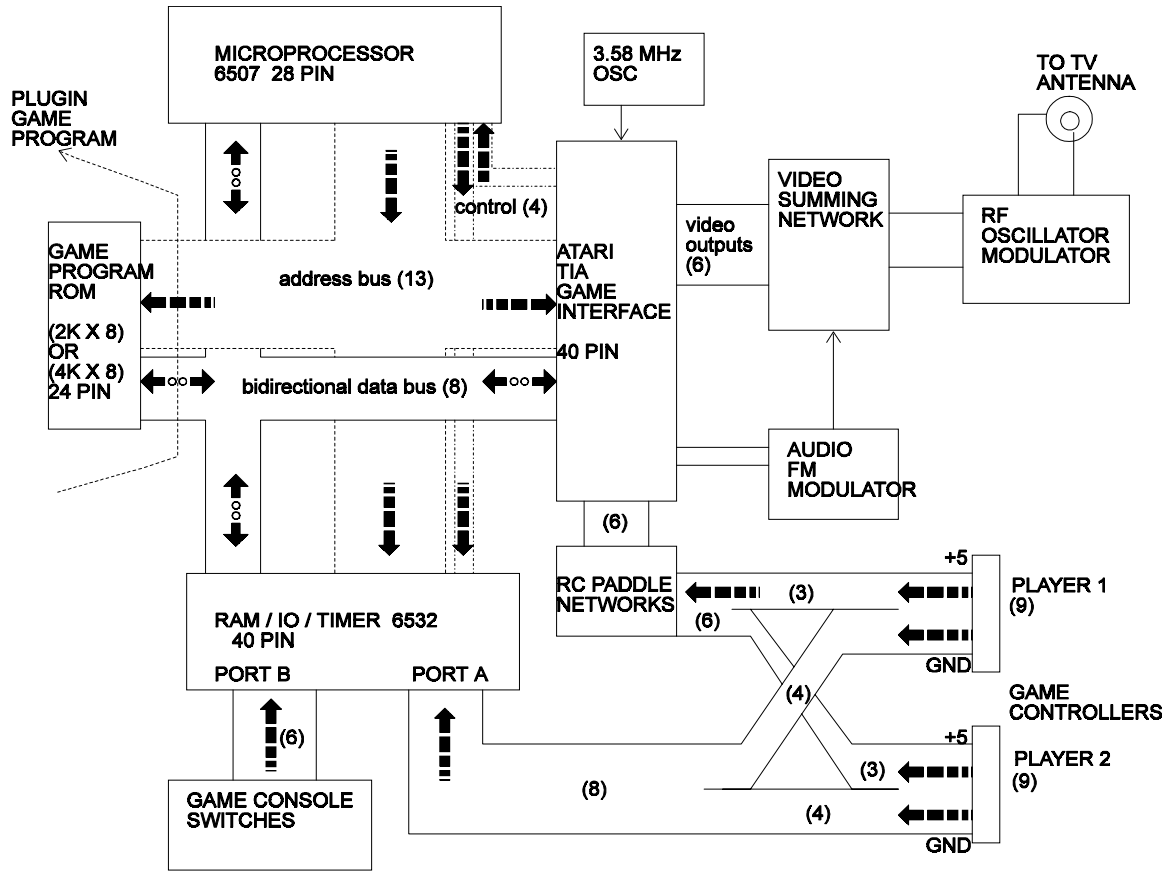 MICROPROCESSOR
6507 28 PIN
3.58 MHz
OSC
TO TV
ANTENNA
PLUGIN
GAME
PROGRAM
control (4)
VIDEO
SUMMING
NETWORK
RF
OSCILLATOR
MODULATOR
video
outputs
(6)
GAME
PROGRAM
ROM
(2K X 8)
OR
(4K X 8)
24 PIN
address bus (13)
ATARI
TIA
GAME
INTERFACE
40 PIN
bidirectional data bus (8)
AUDIO
FM
MODULATOR
(6)
RC PADDLE
NETWORKS
(3)
(6)
+5
PLAYER 1
(9)
GND
RAM / IO / TIMER 6532
40 PIN
PORT B
PORT A
(4)
GAME
CONTROLLERS
(6)
+5
PLAYER 2
(9)
(3)
(8)
(4)
GND
GAME CONSOLE
SWITCHES